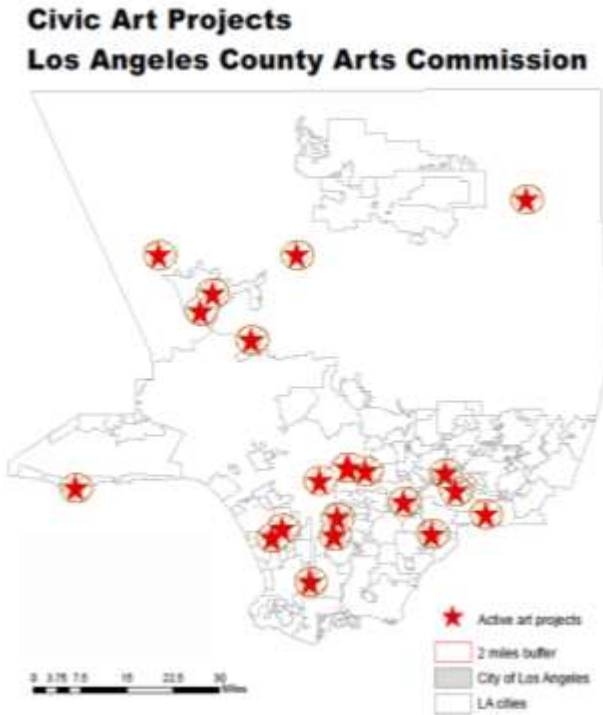 Civic Art Projects
Los Angeles County Arts Commission
Active art projects
2 miles buffer
City of Los Angeles
LA cities
0 3.75 7.5 15 22.5 30
Miles